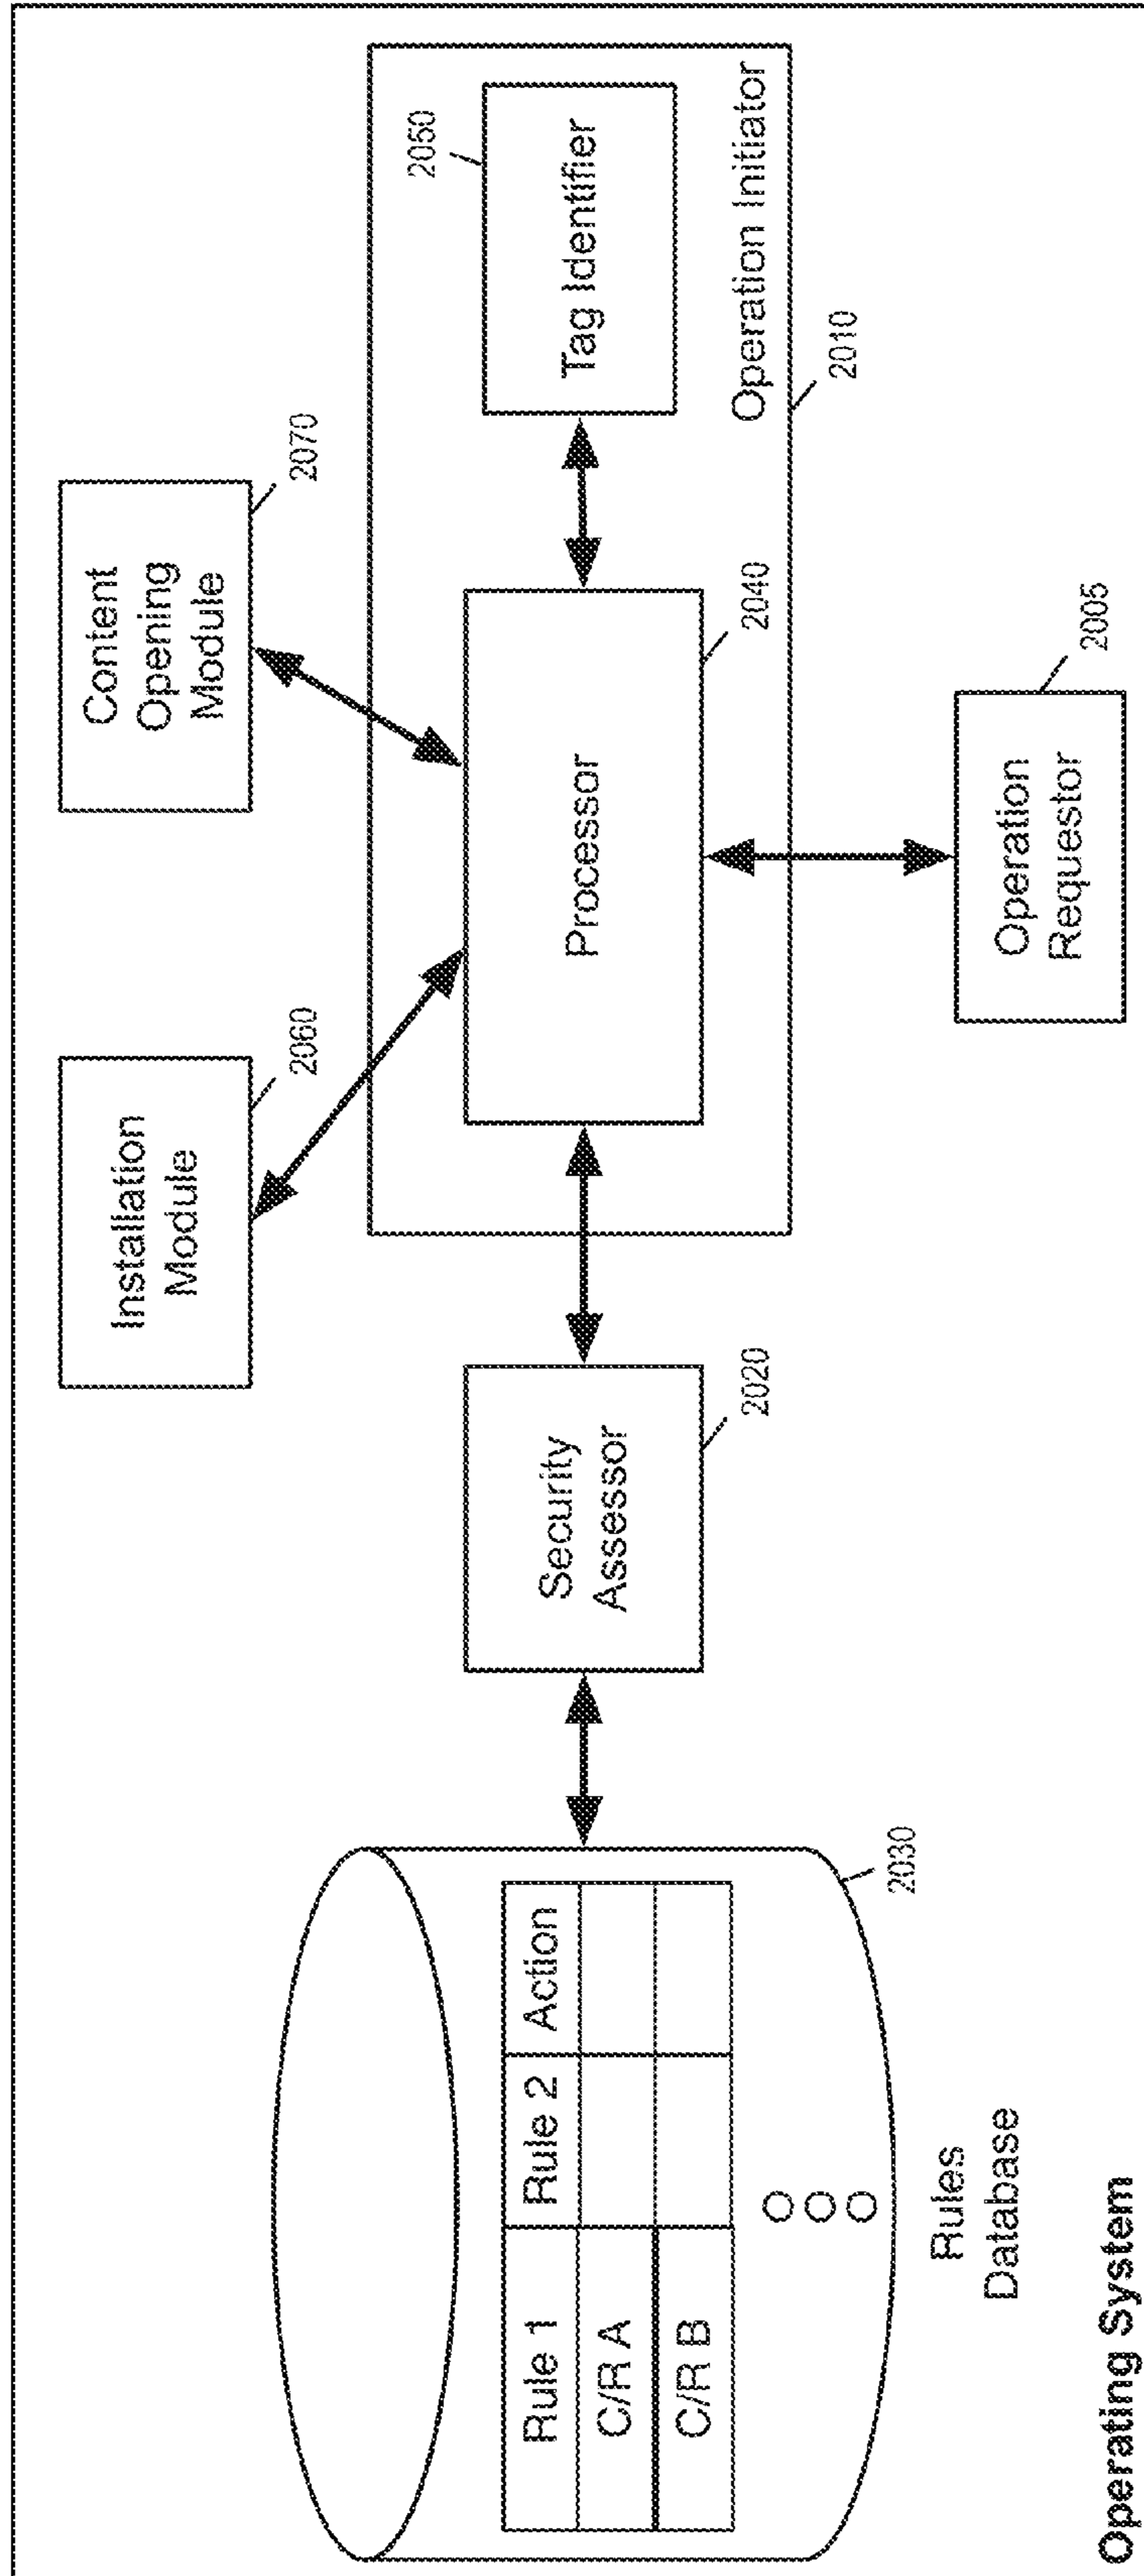 Installation
Module
2060
Content
Opening
Module
2070
Rule 1
Rule 2
Action
C/R A
C/R B
2030
Rules
Database
Security
Assessor
2020
Processor
2040
Tag Identifier
2050
Operation Initiator
2010
Operation
Requestor
2005
Operating System